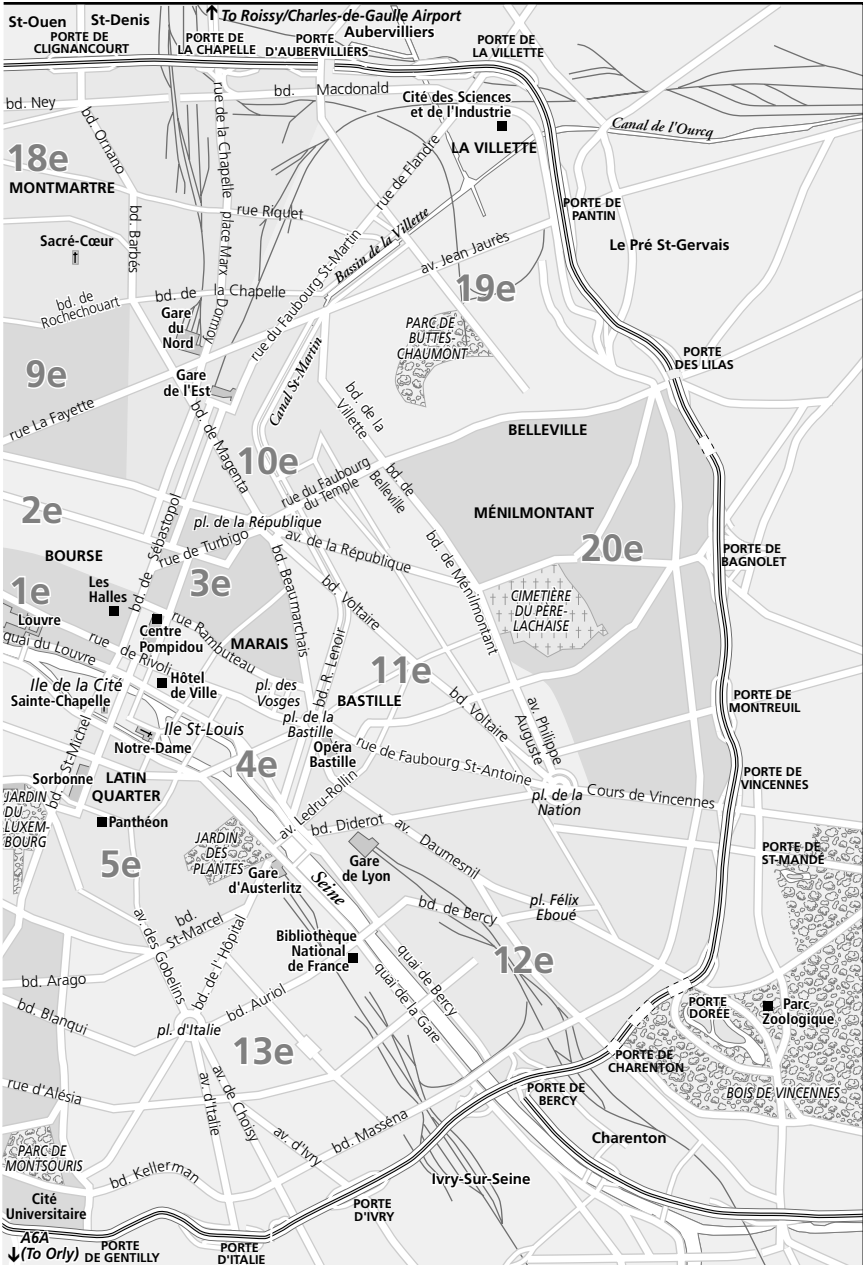 ↑ To Roissy/Charles-de-Gaulle Airport
St-Ouen
St-Denis
Aubervilliers
PORTE DE
CLIGNANCOURT
PORTE DE
LA CHAPELLE
PORTE
D'AUBERVILLIERS
PORTE DE
LA VILLETTE
bd. Ney
bd. Macdonald
bd. Ornano
rue de la Chapelle
Cité des Sciences
et de l'Industrie
Canal de l'Ourcq
LA VILLETTE
rue de Flandre
18e
MONTMARTRE
rue Riquet
place Marx
Dormoy
bd. Barbés
PORTE DE
PANTIN
Sacré-Cœur
Bassin de la Villette
av. Jean Jaurès
Le Pré St-Gervais
rue du Faubourg St-Martin
19e
bd. de
Rochechouart
bd. de la Chapelle
Gare
du
Nord
PARC DE
BUTTES-
CHAUMONT
PORTE
DES LILAS
9e
Gare
de l'Est
Canal St-Martin
rue La Fayette
bd. de la
Villette
bd. de Magenta
BELLEVILLE
10e
rue du Faubourg
du Temple
bd. de
Belleville
2e
bd. de Sébastopol
pl. de la République
MÉNILMONTANT
20e
rue de Turbigo
av. de la République
BOURSE
PORTE DE
BAGNOLET
1e
Les
Halles
3e
bd. Beaumarchais
bd. Voltaire
bd. de Ménilmontant
CIMETIÈRE
DU PÈRE-
LACHAISE
Louvre
quai du Louvre
rue de Rivoli
Centre
Pompidou
rue Rambuteau
MARAIS
bd. R. Lenoir
11e
Ile de la Cité
Sainte-Chapelle
Hôtel
de Ville
pl. des
Vosges
BASTILLE
bd. Voltaire
av. Philippe
Auguste
PORTE DE
MONTREUIL
Ile St-Louis
pl. de la
Bastille
bd. St-Michel
Notre-Dame
Opéra
Bastille
rue de Faubourg St-Antoine
4e
Sorbonne
LATIN
QUARTER
av. Ledru-Rollin
pl. de la
Nation
Cours de Vincennes
PORTE DE
VINCENNES
JARDIN
DU
LUXEM-
BOURG
Panthéon
bd. Diderot
av. Daumesnil
PORTE DE
ST-MANDÉ
5e
JARDIN
DES
PLANTES
Gare
d'Austerlitz
Seine
Gare
de Lyon
av. des Gobelins
bd.
St-Marcel
bd. de l'Hôpital
bd. de Bercy
pl. Félix
Eboué
Bibliothèque
National
de France
quai de Bercy
quai de la Gare
12e
bd. Arago
bd. Blanqui
bd. Auriol
pl. d'Italie
PORTE
DORÉE
Parc
Zoologique
13e
PORTE DE
CHARENTON
rue d'Alésia
av. d'Italie
av. de Choisy
av. d'Ivry
bd. Masséna
PORTE DE
BERCY
BOIS DE VINCENNES
PARC DE
MONTSOURIS
bd. Kellerman
Charenton
Ivry-Sur-Seine
Cité
Universitaire
PORTE
D'IVRY
A6A
↓ (To Orly)
PORTE
DE GENTILLY
PORTE
D'ITALIE